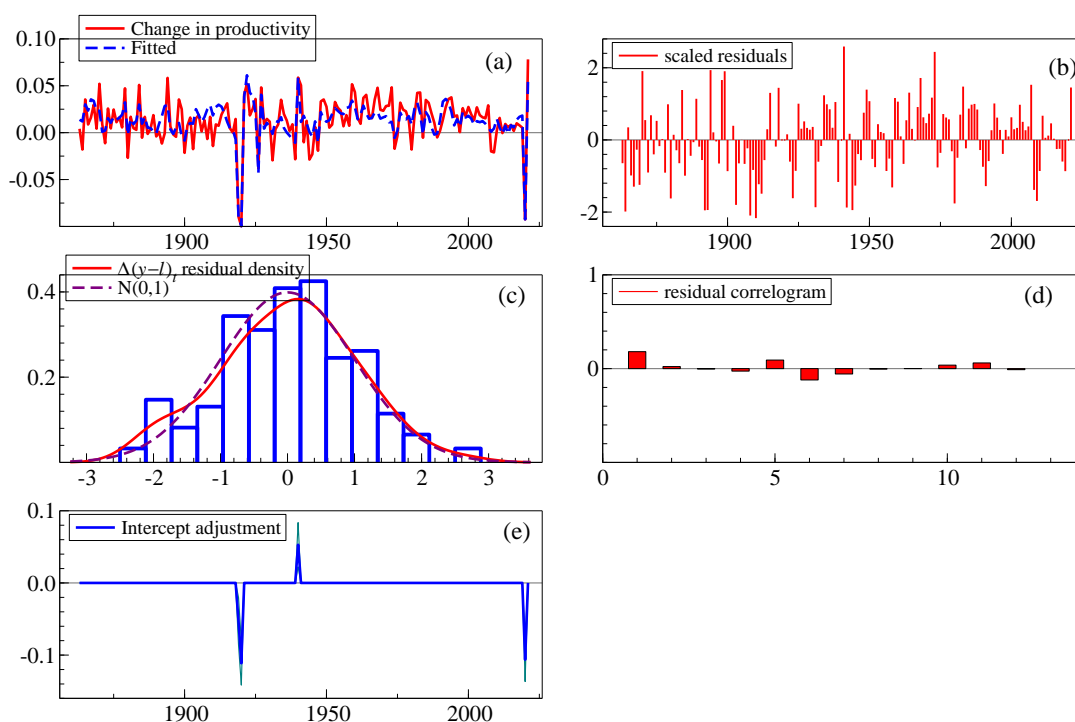 0.10
0.05
0.00
-0.05
Change in productivity
Fitted
(a)
1900
1950
2000
2
0
-2
scaled residuals
(b)
1900
1950
2000
0.4
0.2
Δ(y−l)t residual density
N(0,1)
(c)
-3 -2 -1 0 1 2 3
1
0
residual correlogram
(d)
0 5 10
0.1
0.0
-0.1
Intercept adjustment
(e)
1900 1950 2000